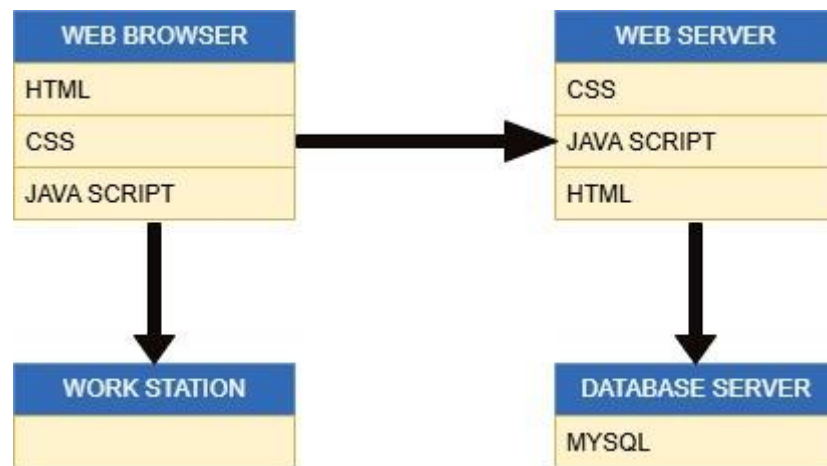 WEB BROWSER
HTML
CSS
JAVA SCRIPT
WEB SERVER
CSS
JAVA SCRIPT
HTML
WORK STATION
DATABASE SERVER
MYSQL